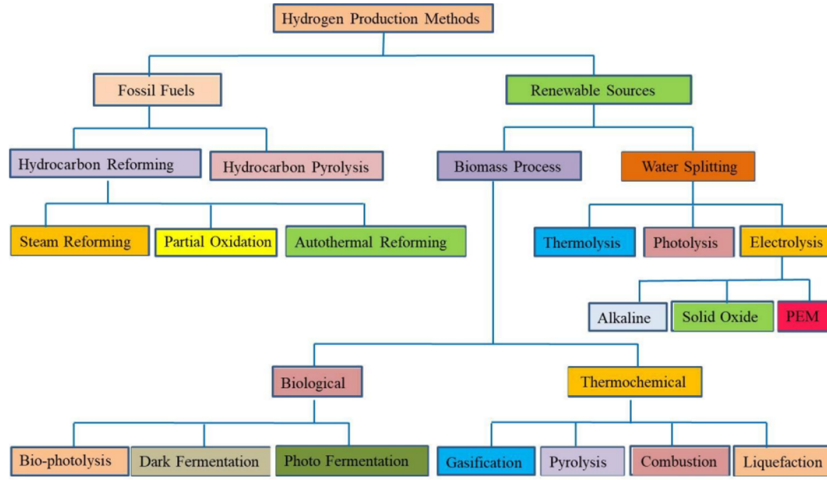 Hydrogen Production Methods
Fossil Fuels
Renewable Sources
Hydrocarbon Reforming
Hydrocarbon Pyrolysis
Biomass Process
Water Splitting
Steam Reforming
Partial Oxidation
Autothermal Reforming
Thermolysis
Photolysis
Electrolysis
Alkaline
Solid Oxide
PEM
Biological
Thermochemical
Bio-photolysis
Dark Fermentation
Photo Fermentation
Gasification
Pyrolysis
Combustion
Liquefaction